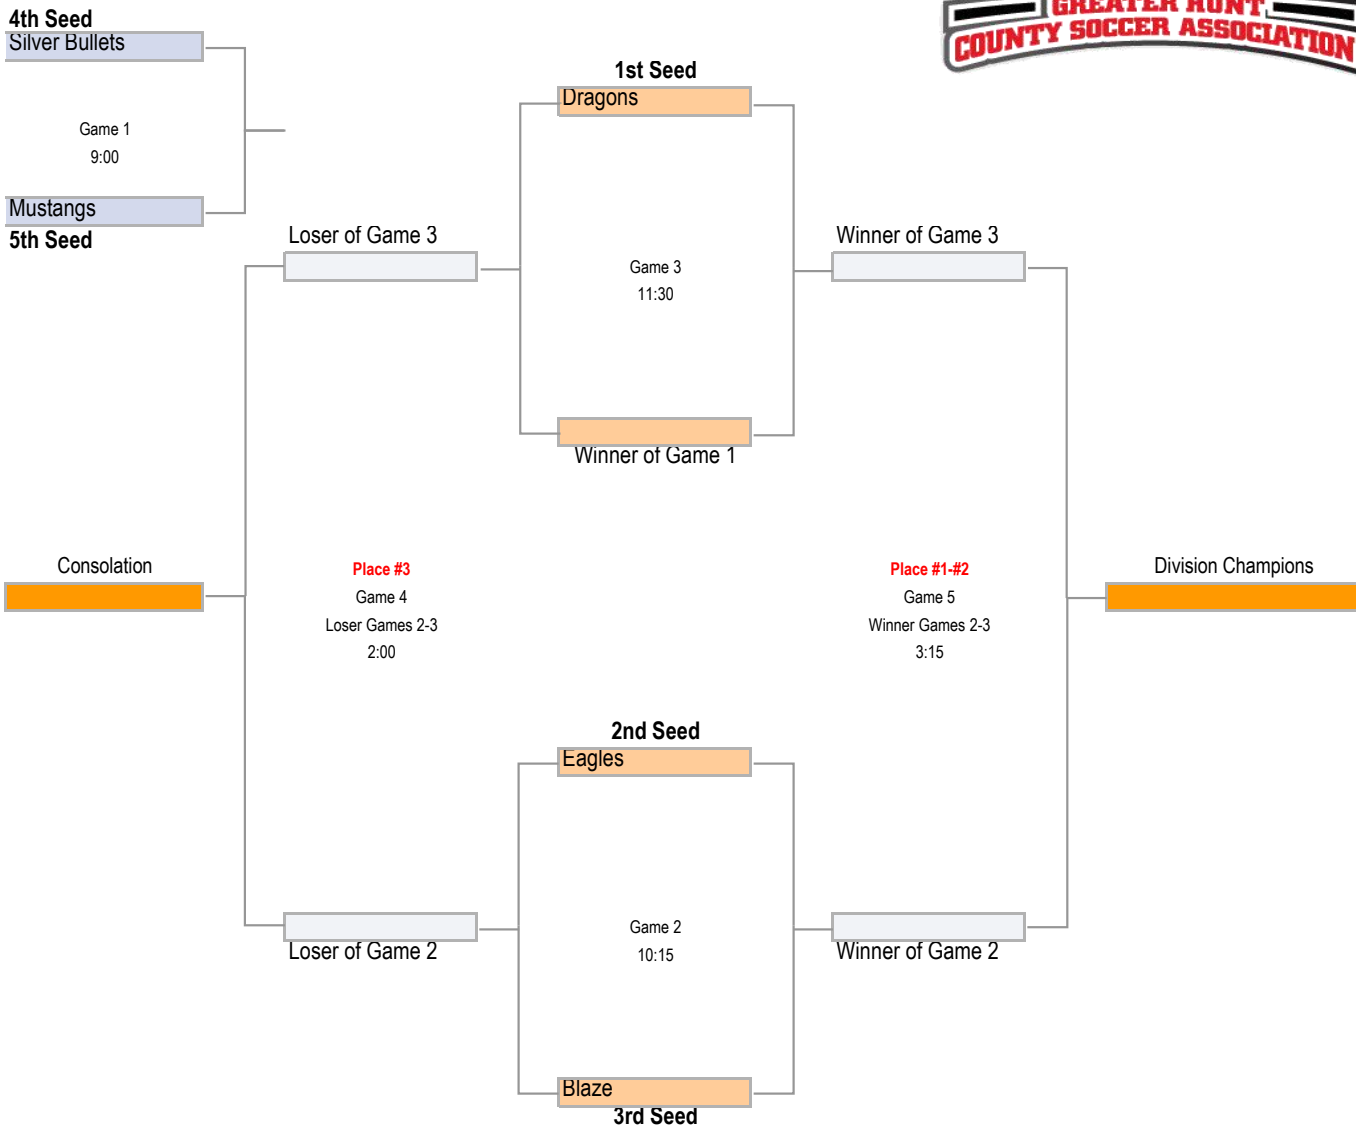 GREATER HUNT
COUNTY SOCCER ASSOCIATION
4th Seed
Silver Bullets
Game 1
9:00
Mustangs
5th Seed
1st Seed
Dragons
Loser of Game 3
Game 3
11:30
Winner of Game 3
Winner of Game 1
Consolation
Place #3
Game 4
Loser Games 2-3
2:00
Place #1-#2
Game 5
Winner Games 2-3
3:15
Division Champions
2nd Seed
Eagles
Loser of Game 2
Game 2
10:15
Winner of Game 2
Blaze
3rd Seed